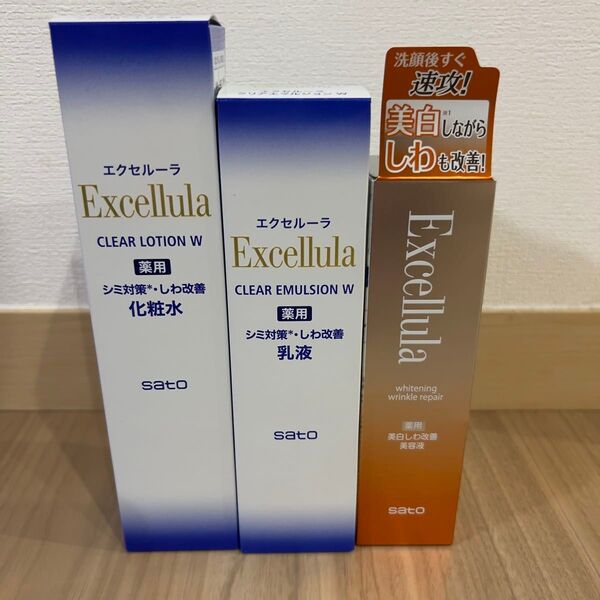 エクセルーラ
Excellula
CLEAR LOTION W
薬用
シミ対策*・しわ改善
化粧水
sato
エクセルーラ
Excellula
CLEAR EMULSION W
薬用
シミ対策*・しわ改善
乳液
sato
洗顔後すぐ
速攻!
美白※1しながら
しわも改善!
Excellula
whitening
wrinkle repair
薬用
美白しわ改善
美容液
sato